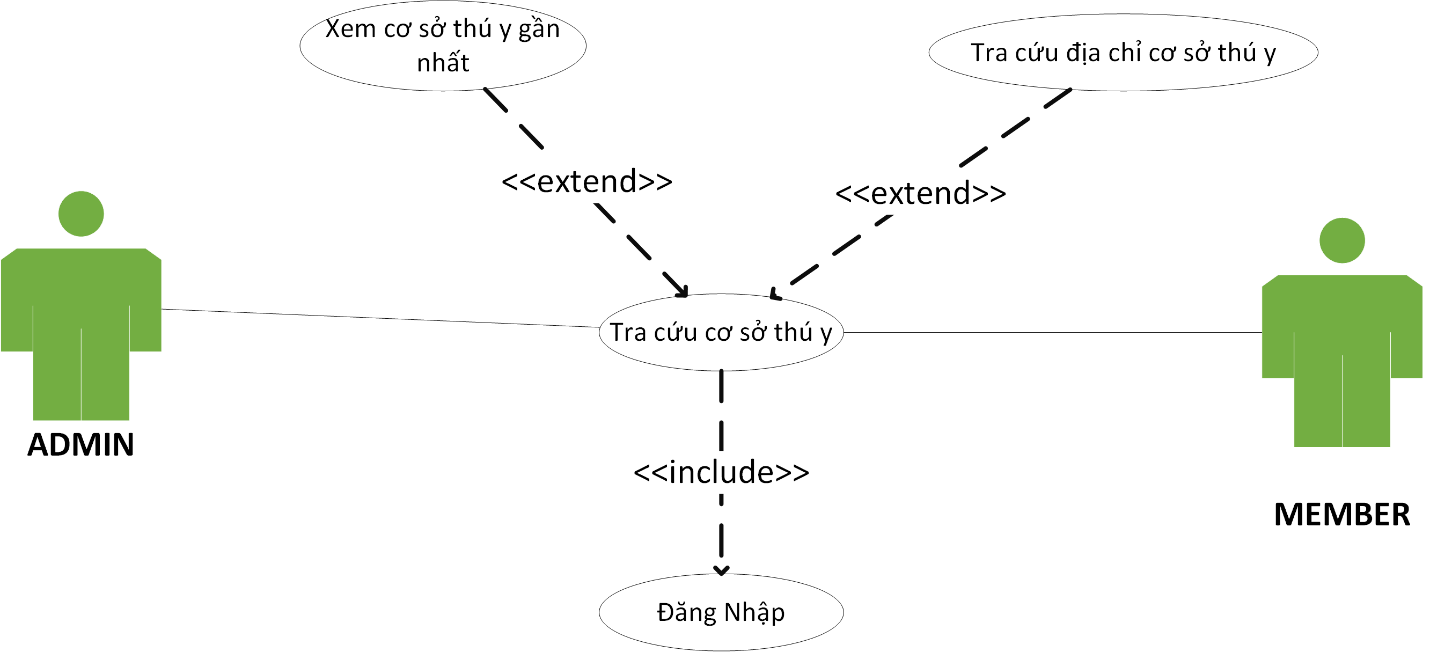 Xem cơ sở thú y gần
nhất
Tra cứu địa chỉ cơ sở thú y
<<extend>>
<<extend>>
Tra cứu cơ sở thú y
ADMIN
<<include>>
MEMBER
Đăng Nhập